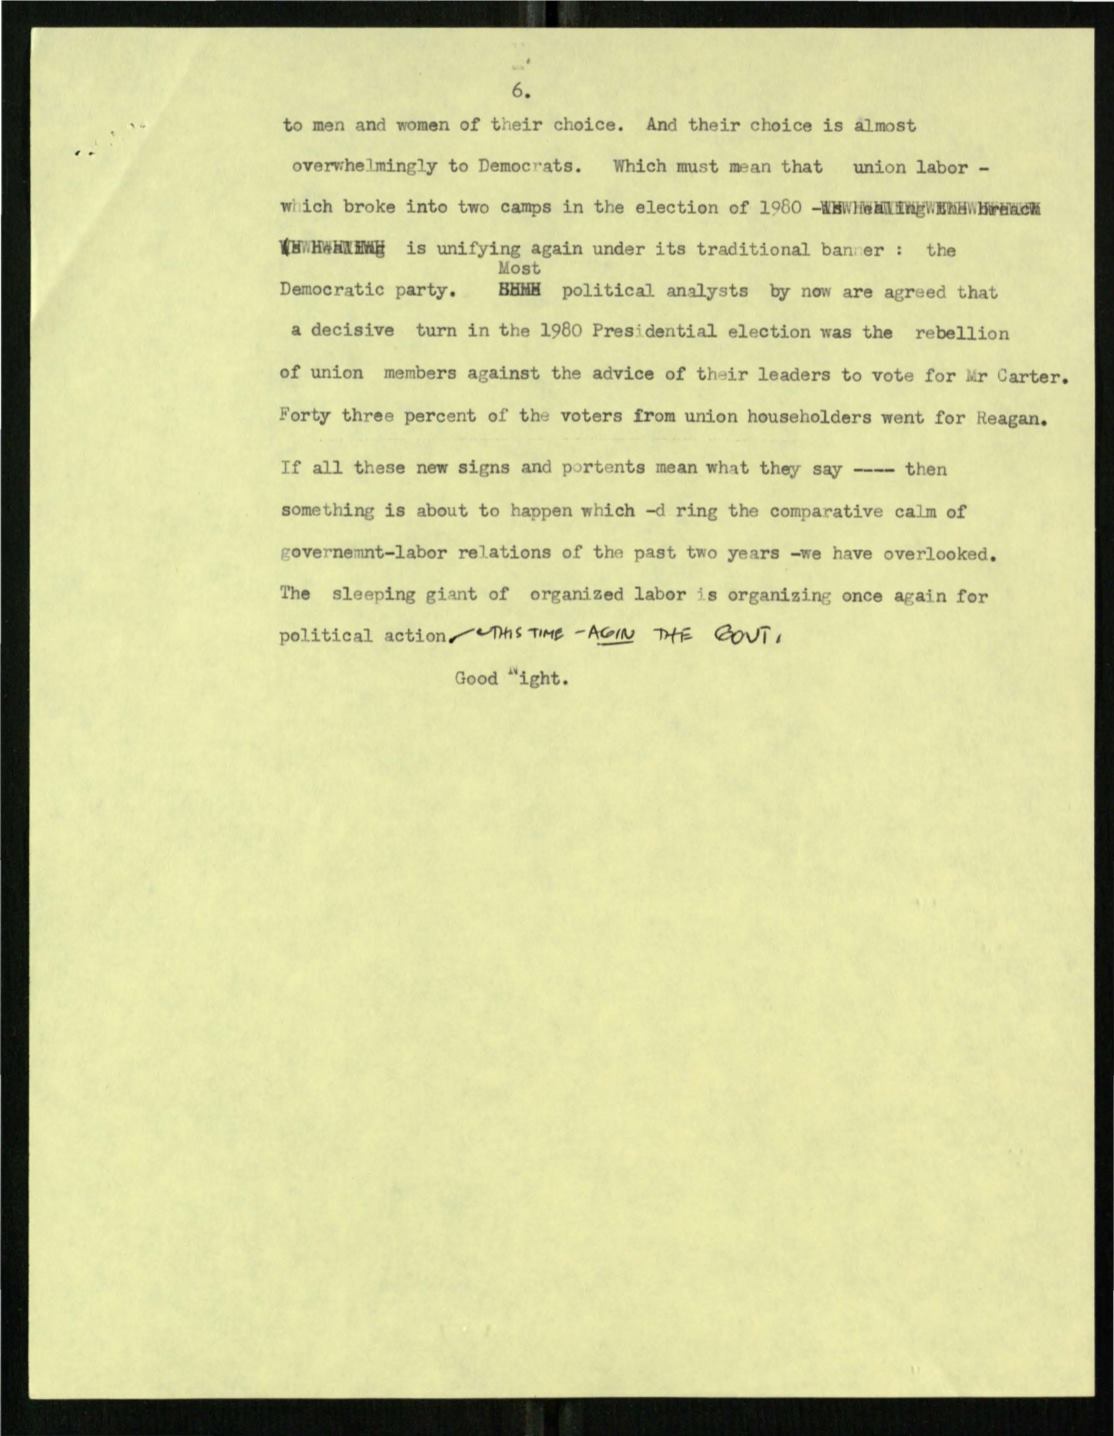 6.
to men and women of their choice. And their choice is almost
overwhelmingly to Democrats. Which must mean that union labor -
which broke into two camps in the election of 1980 -is healing the breach
is healing is unifying again under its traditional banner : the
Most
Democratic party. political analysts by now are agreed that
a decisive turn in the 1980 Presidential election was the rebellion
of union members against the advice of their leaders to vote for Mr Carter.
Forty three percent of the voters from union householders went for Reagan.
If all these new signs and portents mean what they say ---- then
something is about to happen which -d ring the comparative calm of
governemnt-labor relations of the past two years -we have overlooked.
The sleeping giant of organized labor is organizing once again for
political action THIS TIME - AGIN THE GOVT.
Good Night.